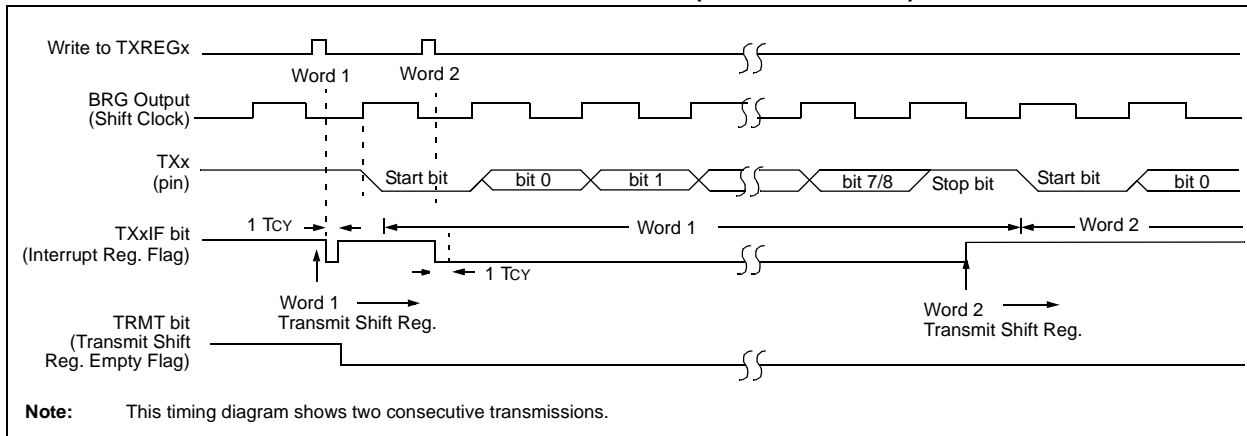 Write to TXREGx
Word 1
Word 2
BRG Output
(Shift Clock)
TXx
(pin)
Start bit
bit 0
bit 1
bit 7/8
Stop bit
Start bit
bit 0
1 TCY
Word 1
Word 2
TXxIF bit
(Interrupt Reg. Flag)
1 TCY
Word 1
Transmit Shift Reg.
Word 2
Transmit Shift Reg.
TRMT bit
(Transmit Shift
Reg. Empty Flag)
Note: This timing diagram shows two consecutive transmissions.